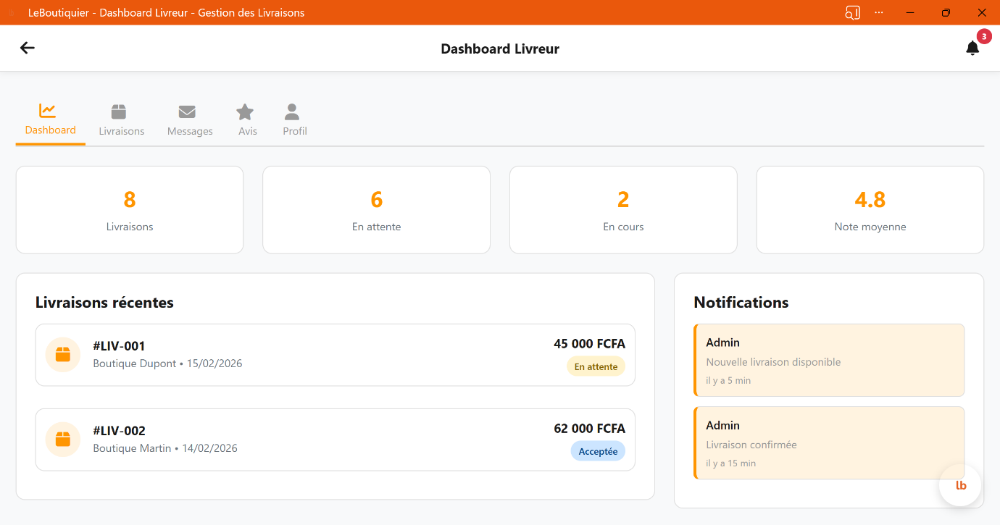 LeBoutiquier - Dashboard Livreur - Gestion des Livraisons
Dashboard Livreur
3
Dashboard
Livraisons
Messages
Avis
Profil
8
Livraisons
6
En attente
2
En cours
4.8
Note moyenne
Livraisons récentes
#LIV-001
Boutique Dupont • 15/02/2026
45 000 FCFA
En attente
#LIV-002
Boutique Martin • 14/02/2026
62 000 FCFA
Acceptée
Notifications
Admin
Nouvelle livraison disponible
il y a 5 min
Admin
Livraison confirmée
il y a 15 min
lb